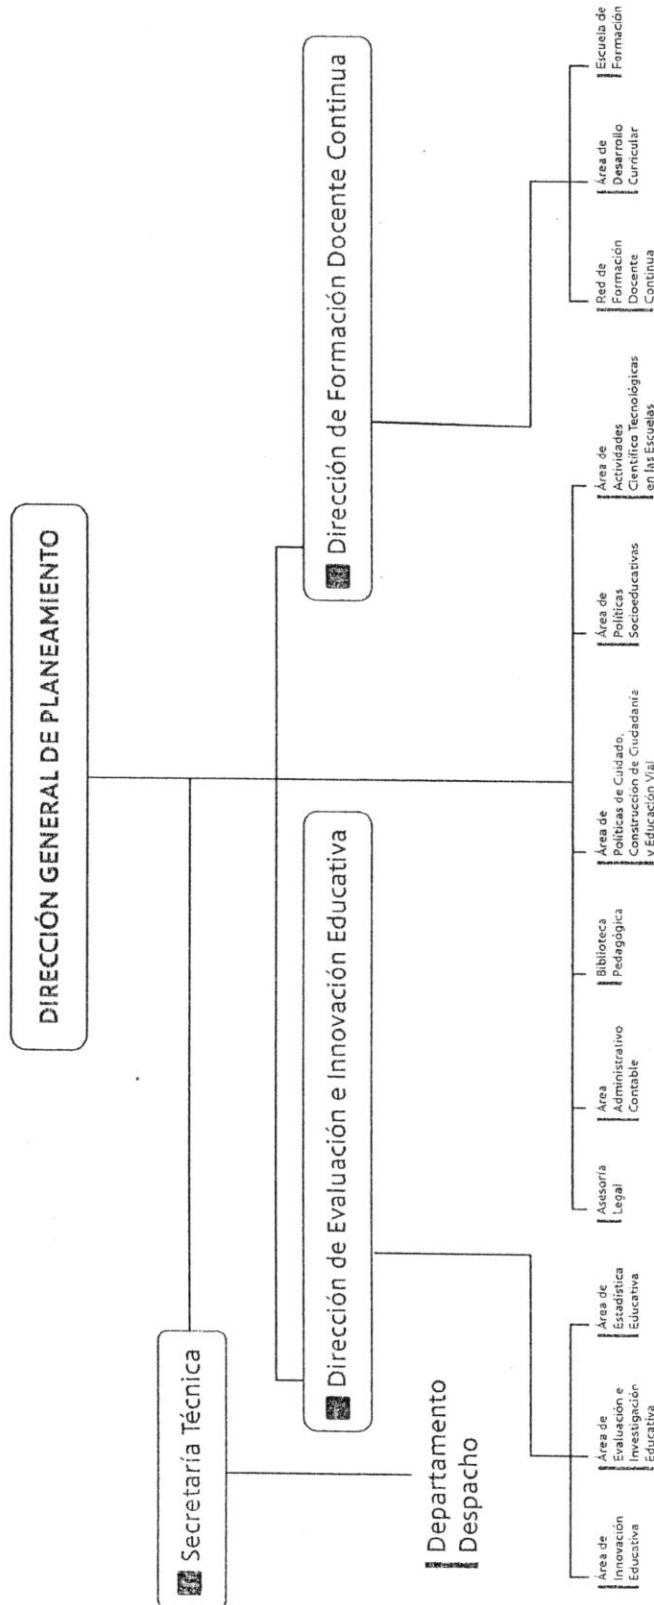 DIRECCIÓN GENERAL DE PLANEAMIENTO
Secretaría Técnica
Departamento
Despacho
Dirección de Evaluación e Innovación Educativa
Dirección de Formación Docente Continua
Área de
Innovación
Educativa
Área de
Evaluación e
Investigación
Educativa
Área de
Estadística
Educativa
Asesoría
Legal
Área
Administrativo
Contable
Biblioteca
Pedagógica
Área de
Políticas de Cuidado,
Construcción de Ciudadanía
y Educación Vial
Área de
Políticas
Socioeducativas
Área de
Actividades
Científico Tecnológicas
en las Escuelas
Red de
Formación
Docente
Continua
Área de
Desarrollo
Curricular
Escuela de
Formación